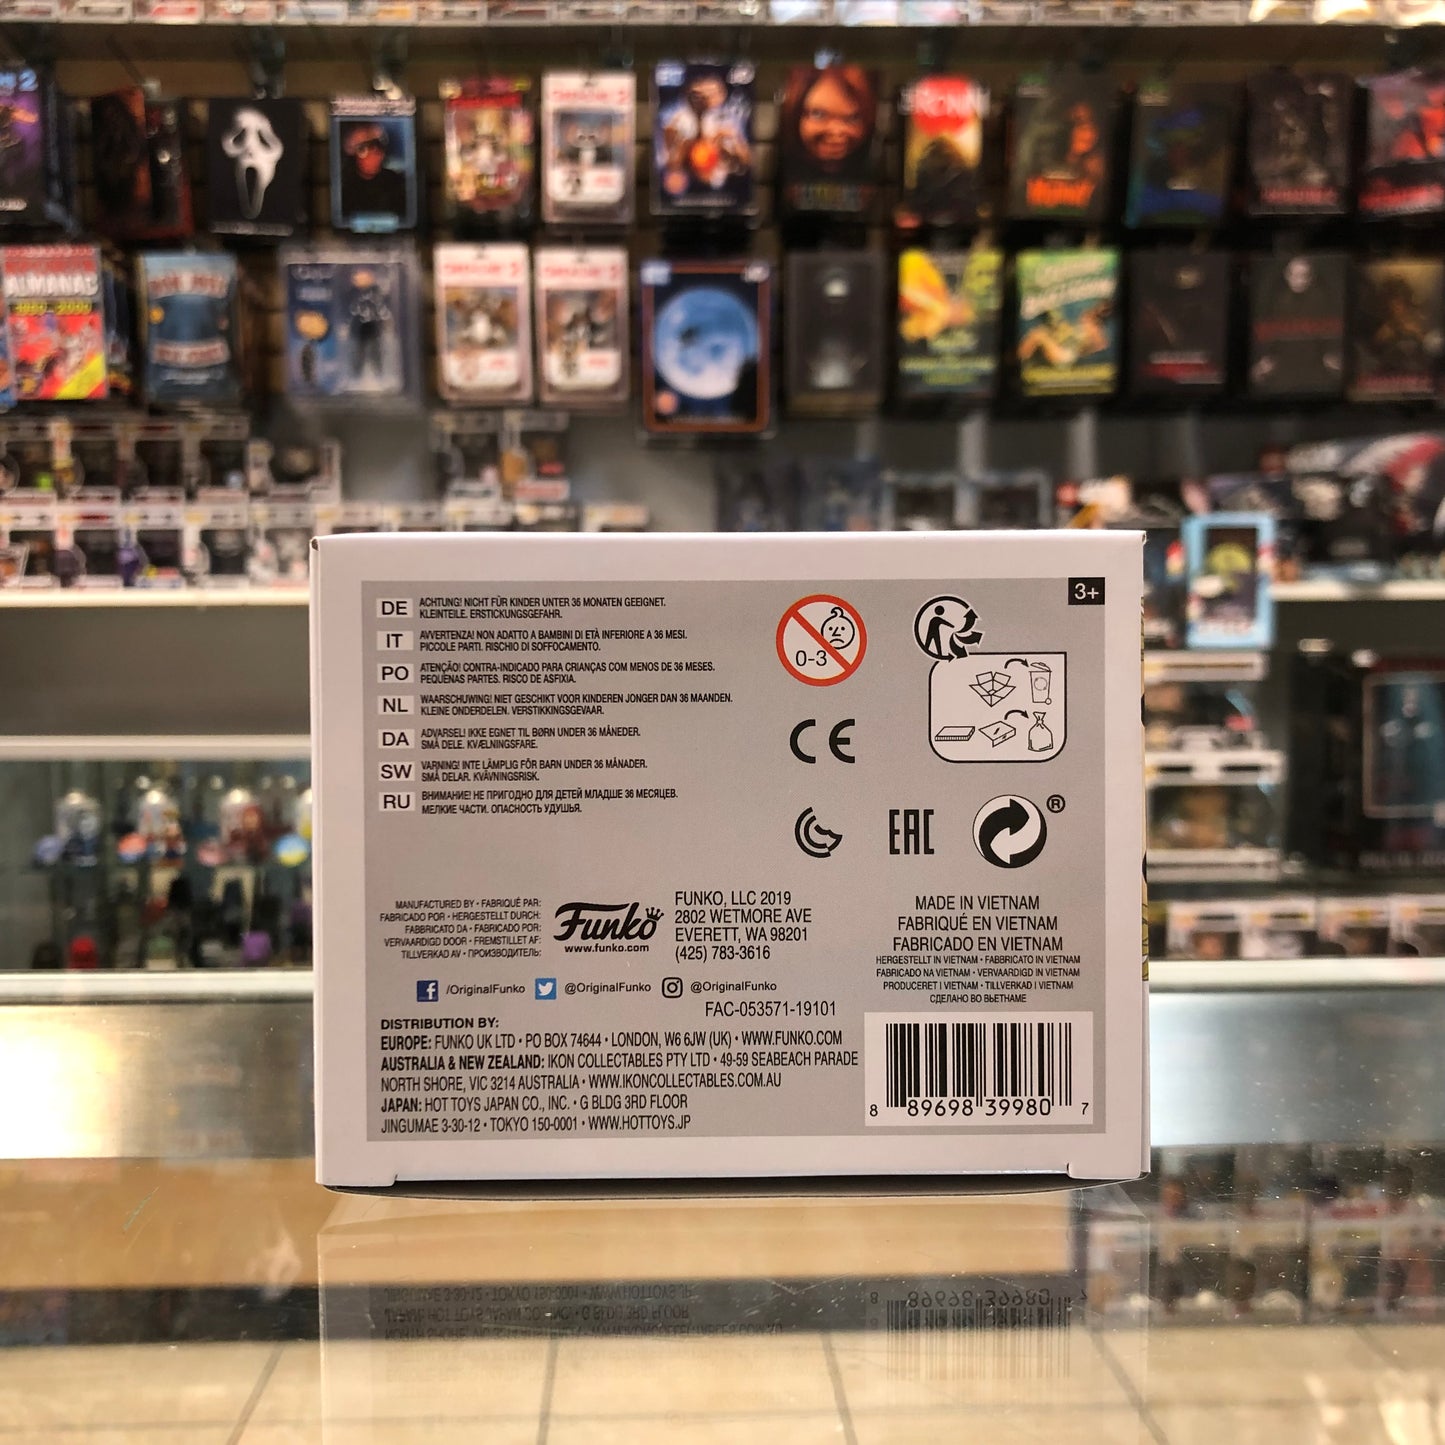 3+
DE ACHTUNG! NICHT FÜR KINDER UNTER 36 MONATEN GEEIGNET.
KLEINTEILE. ERSTICKUNGSGEFAHR.
IT AVVERTENZA! NON ADATTO A BAMBINI DI ETÀ INFERIORE A 36 MESI.
PICCOLE PARTI. RISCHIO DI SOFFOCAMENTO.
PO ATENÇÃO! CONTRA-INDICADO PARA CRIANÇAS COM MENOS DE 36 MESES.
PEQUENAS PARTES. RISCO DE ASFIXIA.
NL WAARSCHUWING! NIET GESCHIKT VOOR KINDEREN JONGER DAN 36 MAANDEN.
KLEINE ONDERDELEN. VERSTIKKINGSGEVAAR.
DA ADVARSEL! IKKE EGNET TIL BØRN UNDER 36 MÅNEDER.
SMÅ DELE. KVÆLNINGSFARE.
SW VARNING! INTE LÄMPLIG FÖR BARN UNDER 36 MÅNADER.
SMÅ DELAR. KVÄVNINGSRISK.
RU ВНИМАНИЕ! НЕ ПРИГОДНО ДЛЯ ДЕТЕЙ МЛАДШЕ 36 МЕСЯЦЕВ.
МЕЛКИЕ ЧАСТИ. ОПАСНОСТЬ УДУШЬЯ.
0-3
CE
EAC
®
MANUFACTURED BY • FABRIQUÉ PAR:
FABRICADO POR • HERGESTELLT DURCH:
FABBRICATO DA • FABRICADO POR:
VERVAARDIGD DOOR • FREMSTILLET AF:
TILLVERKAD AV • ПРОИЗВОДИТЕЛЬ:
Funko
www.funko.com
FUNKO, LLC 2019
2802 WETMORE AVE
EVERETT, WA 98201
(425) 783-3616
MADE IN VIETNAM
FABRIQUÉ EN VIETNAM
FABRICADO EN VIETNAM
HERGESTELLT IN VIETNAM • FABBRICATO IN VIETNAM
FABRICADO NA VIETNAM • VERVAARDIGD IN VIETNAM
PRODUCERET I VIETNAM • TILLVERKAD I VIETNAM
СДЕЛАНО ВО ВЬЕТНАМЕ
f /OriginalFunko @OriginalFunko @OriginalFunko
FAC-053571-19101
DISTRIBUTION BY:
EUROPE: FUNKO UK LTD • PO BOX 74644 • LONDON, W6 6JW (UK) • WWW.FUNKO.COM
AUSTRALIA & NEW ZEALAND: IKON COLLECTABLES PTY LTD • 49-59 SEABEACH PARADE
NORTH SHORE, VIC 3214 AUSTRALIA • WWW.IKONCOLLECTABLES.COM.AU
JAPAN: HOT TOYS JAPAN CO., INC. • G BLDG 3RD FLOOR
JINGUMAE 3-30-12 • TOKYO 150-0001 • WWW.HOTTOYS.JP
8 89698 39980 7
ALMANAC
1950-2000